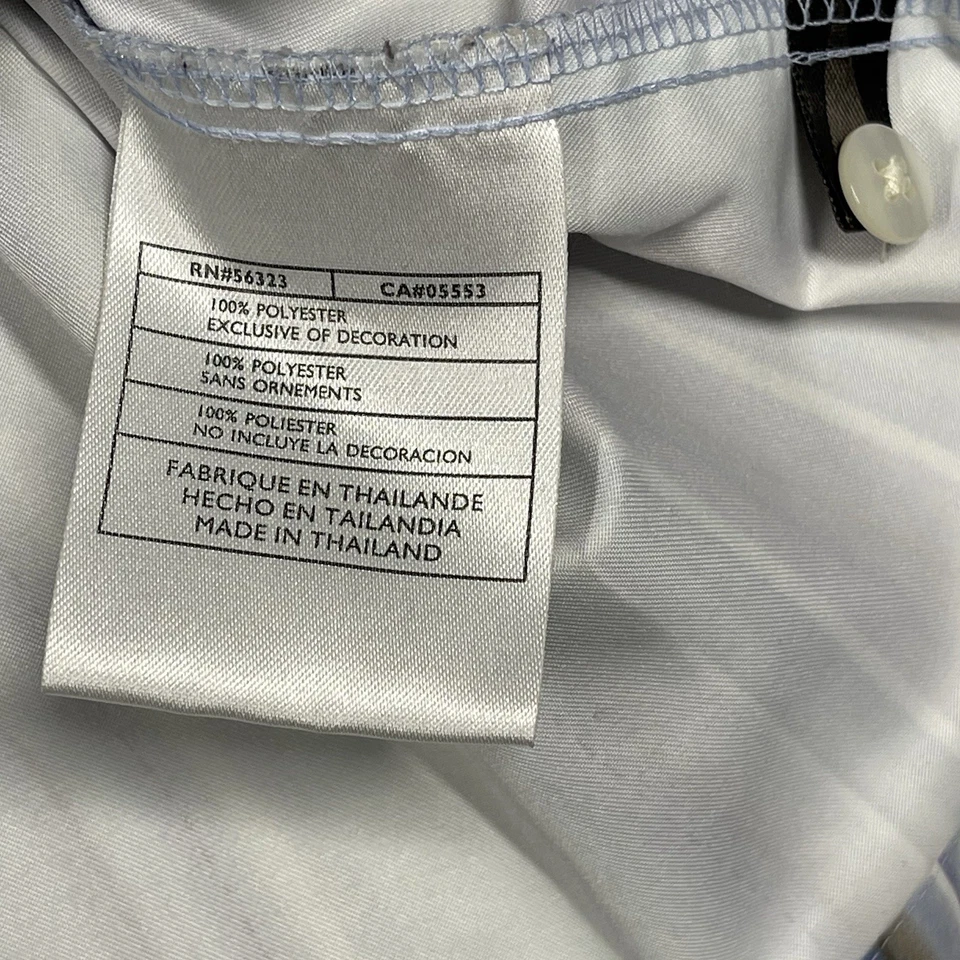 RN#56323 CA#05553
100% POLYESTER
EXCLUSIVE OF DECORATION
100% POLYESTER
SANS ORNEMENTS
100% POLIESTER
NO INCLUYE LA DECORACION
FABRIQUE EN THAILANDE
HECHO EN TAILANDIA
MADE IN THAILAND